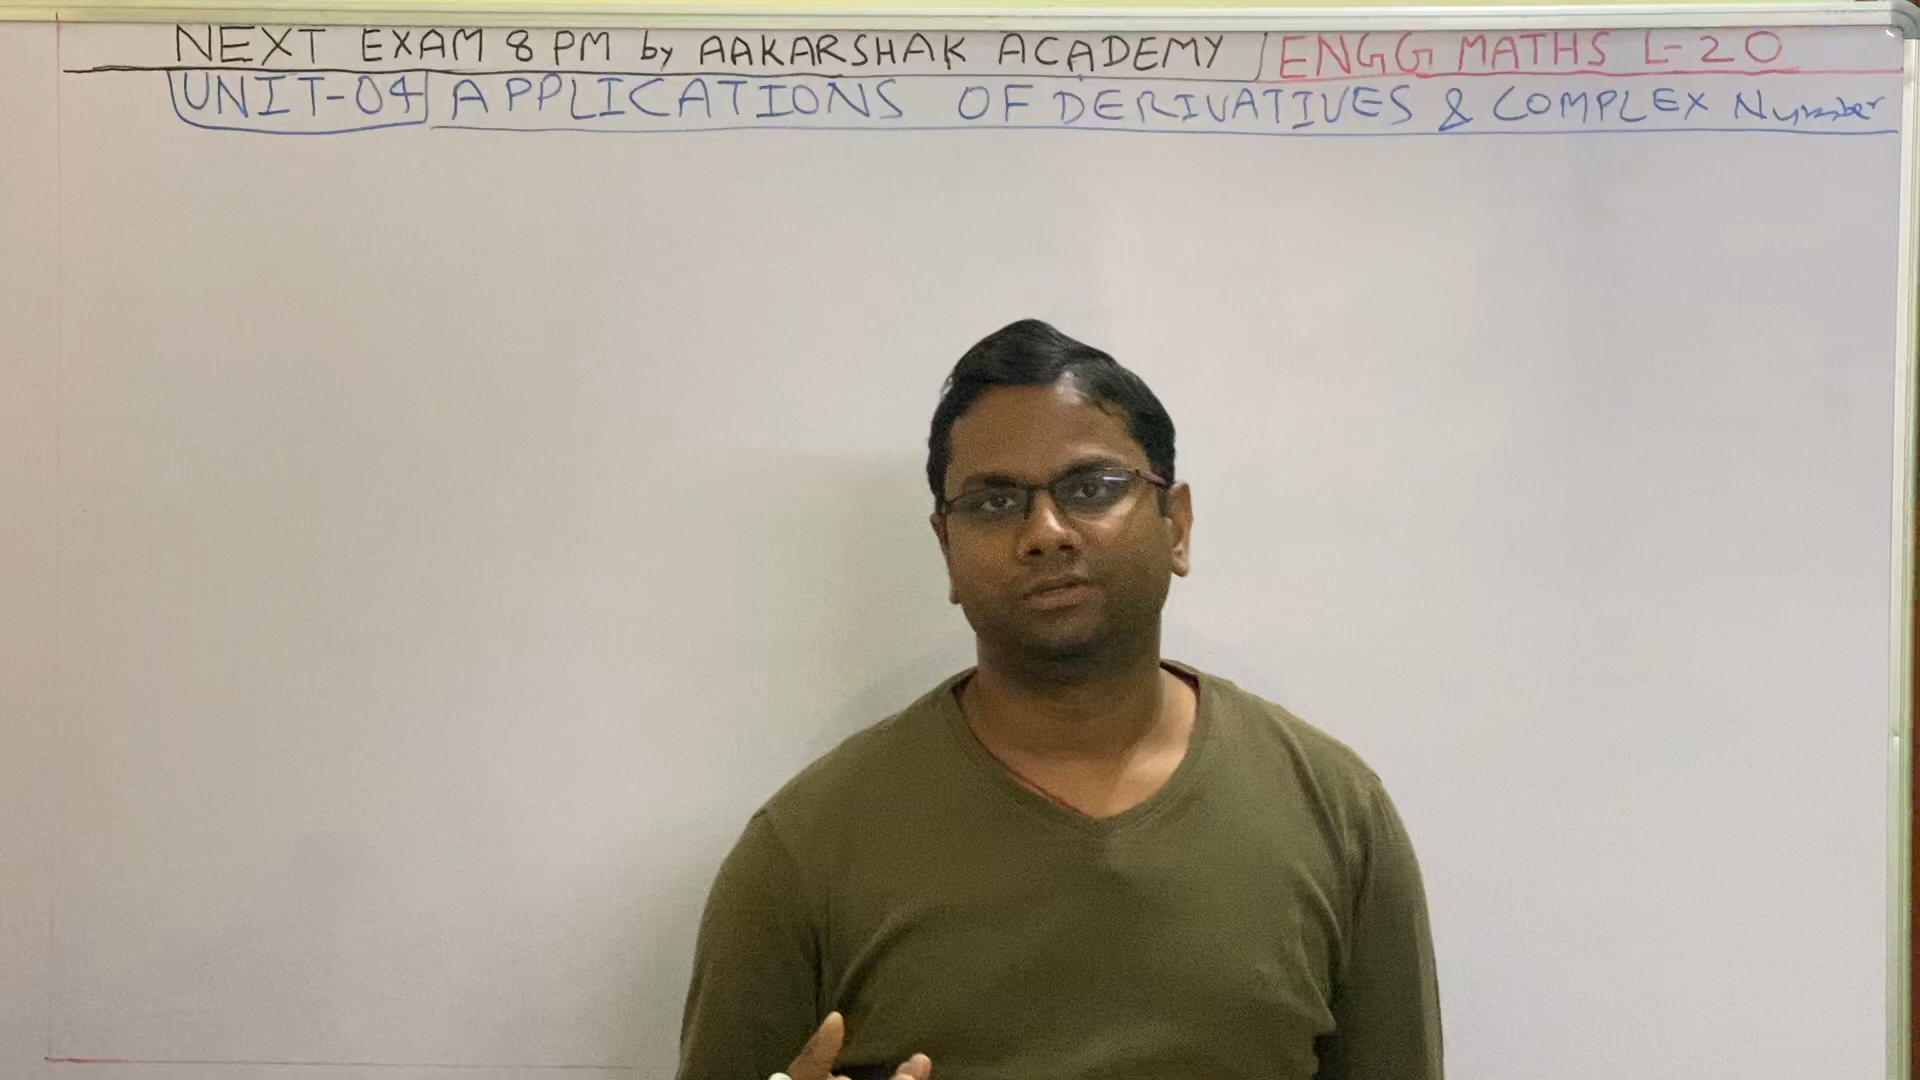 NEXT EXAM 8 PM by AAKARSHAK ACADEMY / ENGG MATHS L-20
UNIT-04 APPLICATIONS OF DERIVATIVES & COMPLEX Number